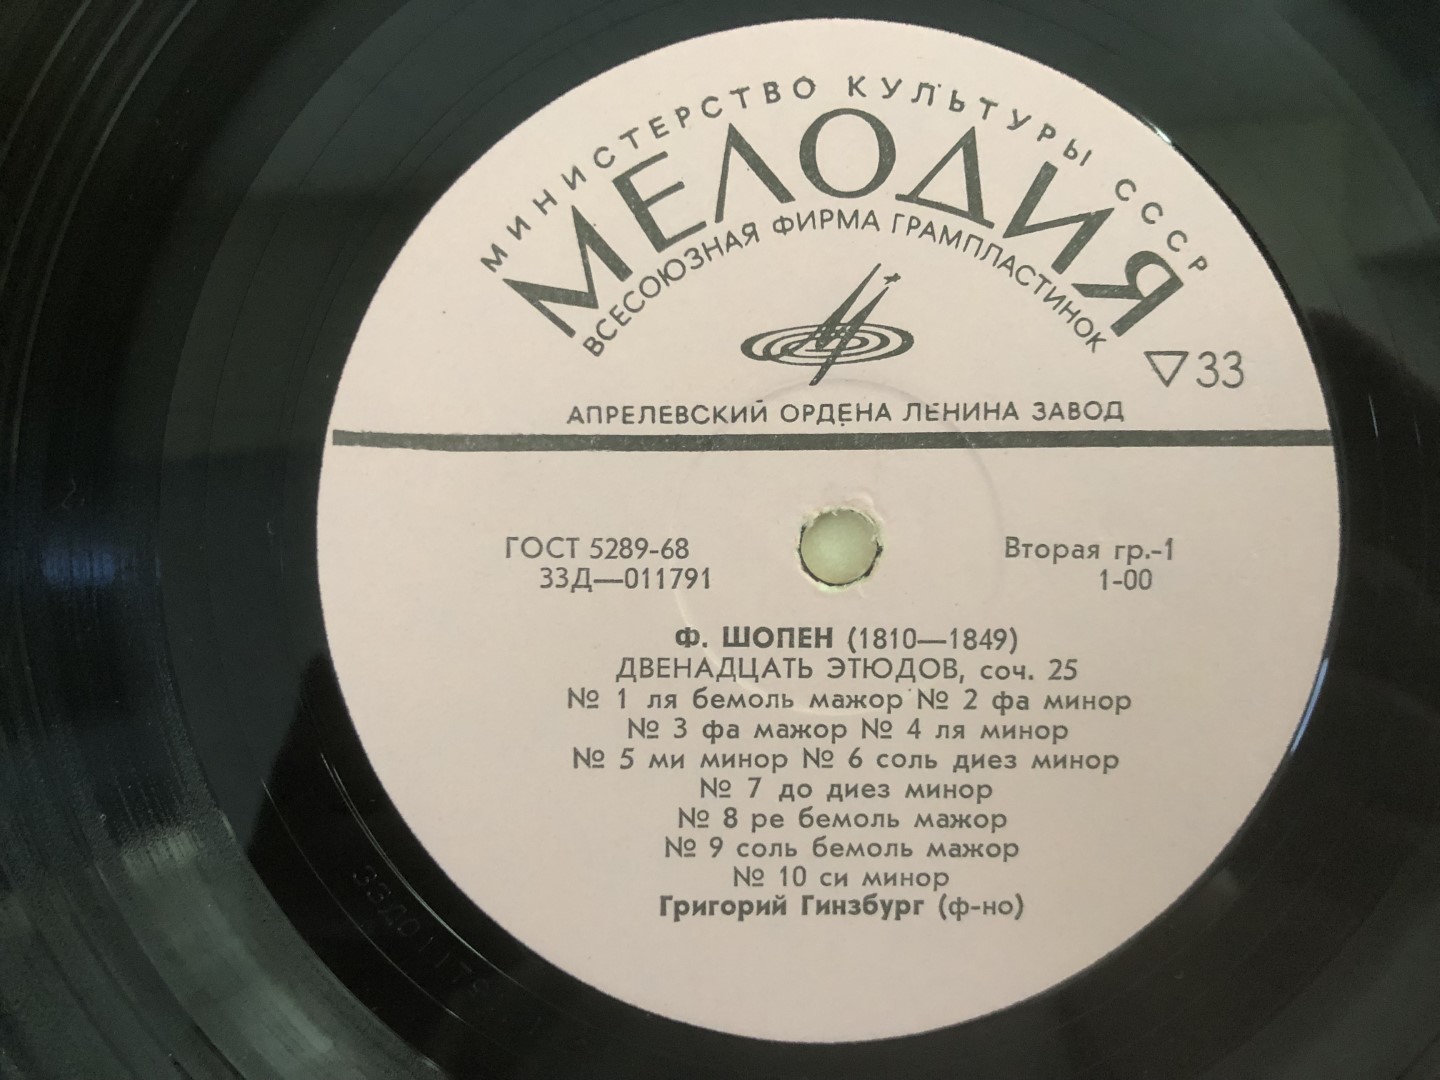 МИНИСТЕРСТВО КУЛЬТУРЫ СССР
МЕЛОДИЯ
ВСЕСОЮЗНАЯ ФИРМА ГРАМПЛАСТИНОК
33
АПРЕЛЕВСКИЙ ОРДЕНА ЛЕНИНА ЗАВОД
ГОСТ 5289-68
33Д—011791
Вторая гр.-1
1-00
Ф. ШОПЕН (1810—1849)
ДВЕНАДЦАТЬ ЭТЮДОВ, соч. 25
№ 1 ля бемоль мажор № 2 фа минор
№ 3 фа мажор № 4 ля минор
№ 5 ми минор № 6 соль диез минор
№ 7 до диез минор
№ 8 ре бемоль мажор
№ 9 соль бемоль мажор
№ 10 си минор
Григорий Гинзбург (ф-но)